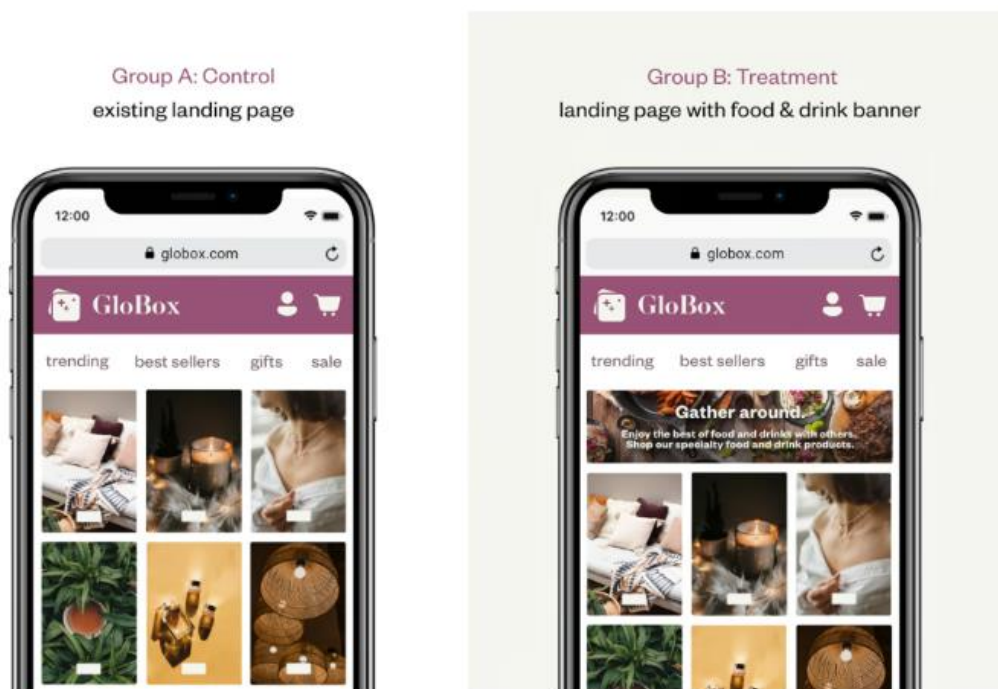 Group A: Control
existing landing page
12:00
globox.com
GloBox
trending best sellers gifts sale
Group B: Treatment
landing page with food & drink banner
12:00
globox.com
GloBox
trending best sellers gifts sale
Gather around.
Enjoy the best of food and drinks with others.
Shop our specialty food and drink products.